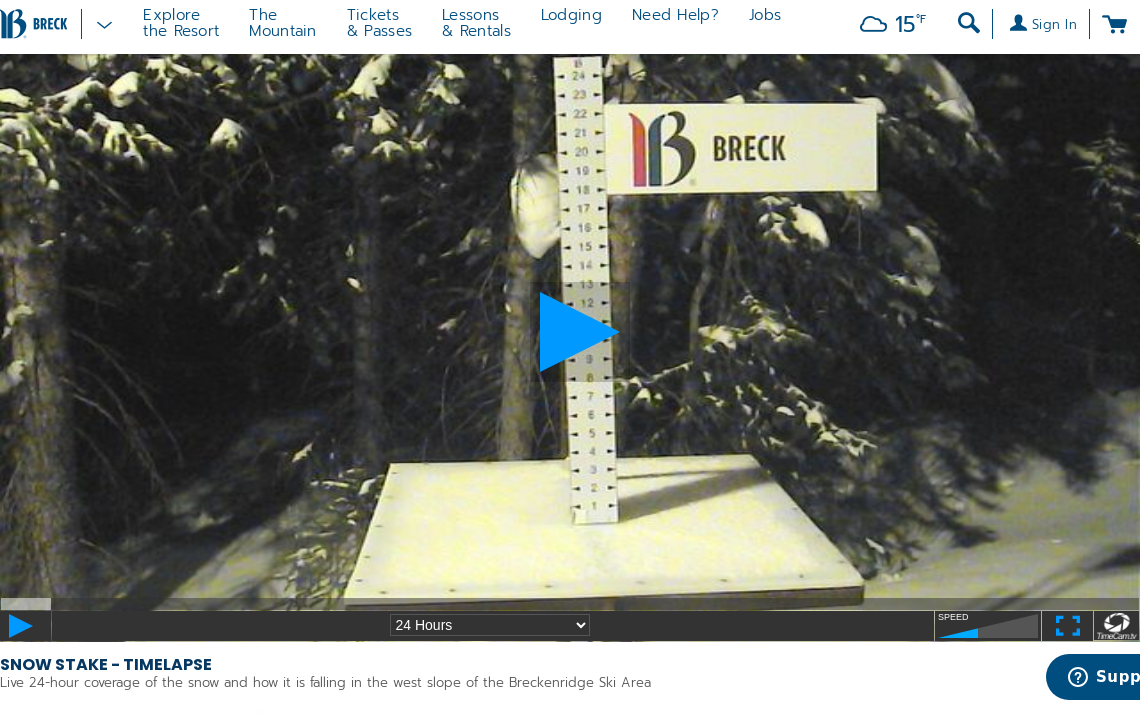 BRECK
Explore
the Resort
The
Mountain
Tickets
& Passes
Lessons
& Rentals
Lodging
Need Help?
Jobs
15°F
Sign In
24
23
22
21
20
19
18
17
16
15
14
13
12
9
8
7
6
5
4
3
2
1
BRECK
24 Hours
SPEED
TimeCam.tv
SNOW STAKE - TIMELAPSE
Live 24-hour coverage of the snow and how it is falling in the west slope of the Breckenridge Ski Area
Supp